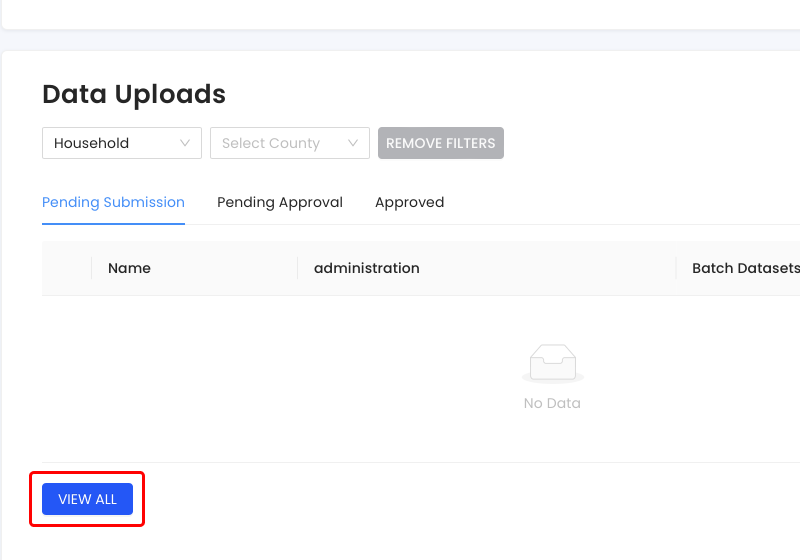 Data Uploads
Household Select County REMOVE FILTERS
Pending Submission Pending Approval Approved
Name administration Batch Datasets
No Data
VIEW ALL